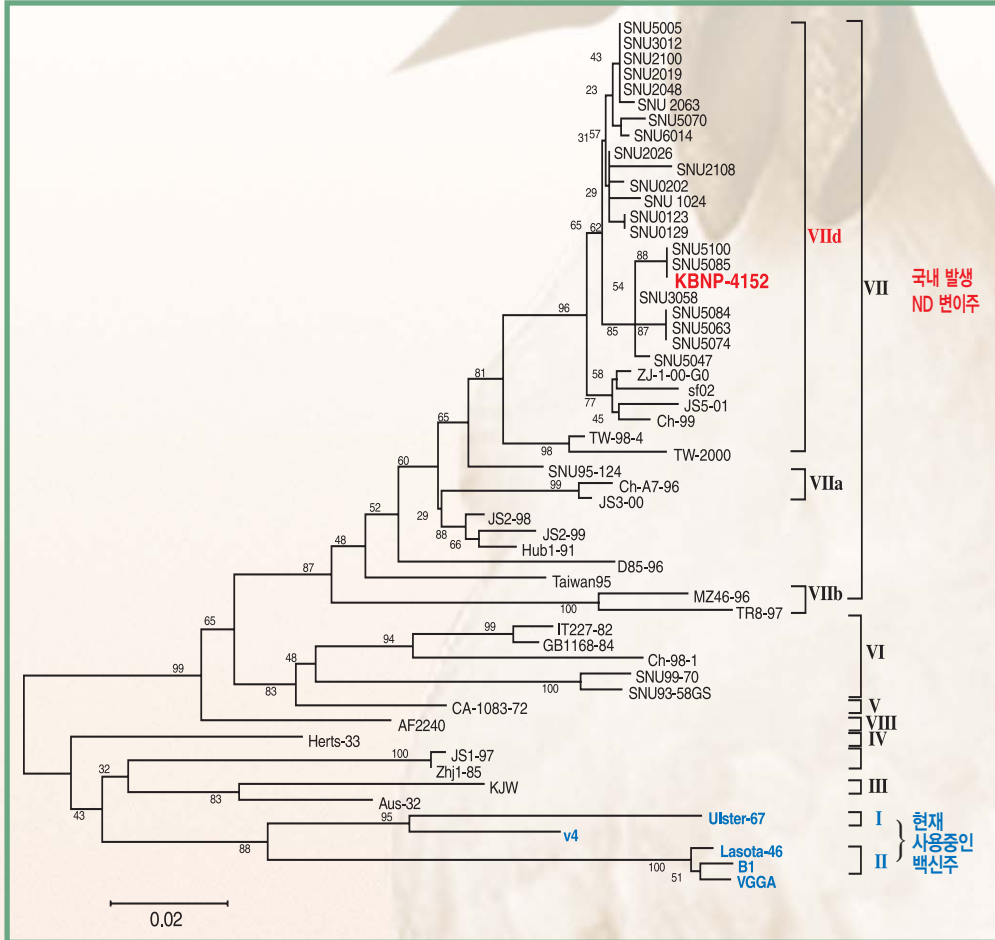 SNU5005
43
SNU3012
SNU2100
SNU2019
23
SNU2048
SNU 2063
SNU5070
3157
SNU6014
SNU2026
SNU2108
29
SNU0202
SNU 1024
65
62
SNU0123
SNU0129
VIId
VII
국내 발생
ND 변이주
88
SNU5100
SNU5085
KBNP-4152
54
SNU3058
96
SNU5084
85
87
SNU5063
SNU5074
SNU5047
81
58
ZJ-1-00-G0
sf02
77
JS5-01
45
Ch-99
65
TW-98-4
98
TW-2000
60
SNU95-124
99
Ch-A7-96
VIIa
JS3-00
52
29
JS2-98
88
JS2-99
66
Hub1-91
48
D85-96
87
Taiwan95
MZ46-96
VIIb
100
TR8-97
65
99
IT227-82
94
GB1168-84
VI
48
Ch-98-1
99
SNU99-70
83
100
SNU93-58GS
CA-1083-72
V
AF2240
VIII
Herts-33
IV
100
JS1-97
32
Zhj1-85
KJW
III
83
Aus-32
43
95
Ulster-67
I
현재
v4
사용중인
88
Lasota-46
100
B1
II
백신주
51
VGGA
0.02